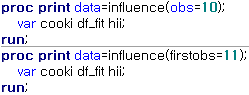 proc print data=influence(obs=10);
var cooki df_fit hii;
run;
proc print data=influence(firstobs=11);
var cooki df_fit hii;
run;